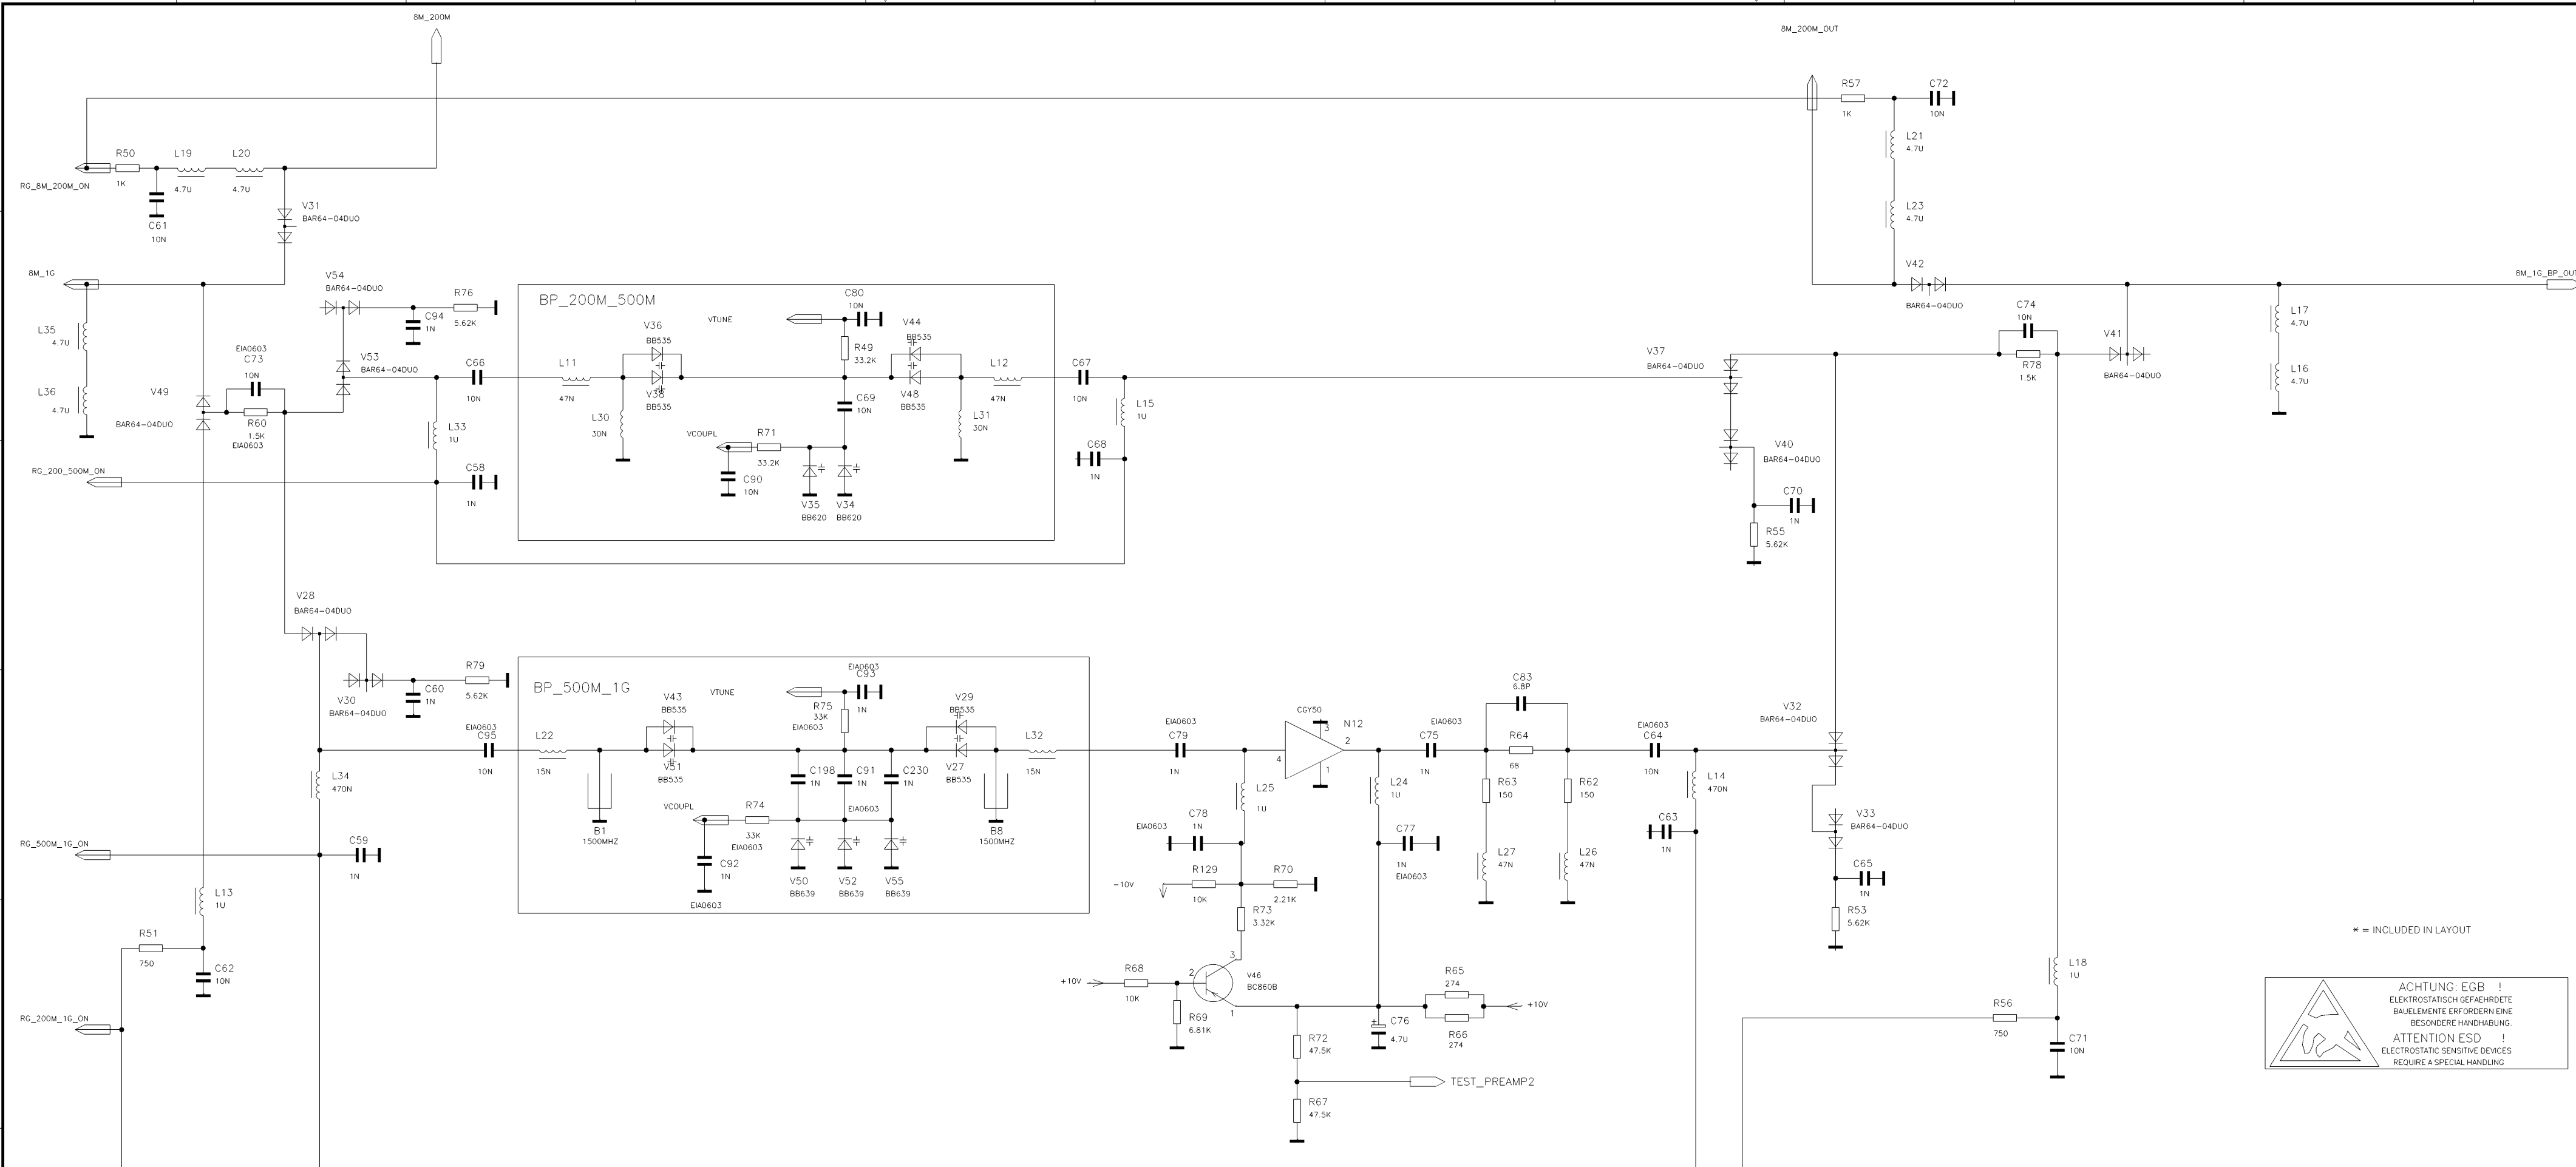 8M_200M
8M_200M_OUT
R57
1K
C72
10N
L21
4.7U
L23
4.7U
R50
1K
L19
4.7U
L20
4.7U
RG_8M_200M_ON
C61
10N
V31
BAR64-04DUO
8M_1G
V54
BAR64-04DUO
R76
5.62K
C94
1N
L35
4.7U
L36
4.7U
EIA0603
C73
10N
V53
BAR64-04DUO
V49
BAR64-04DUO
R60
1.5K
EIA0603
C66
10N
L33
1U
RG_200_500M_ON
C58
1N
BP_200M_500M
VTUNE
C80
10N
V36
BB535
V44
BB535
R49
33.2K
L11
47N
V38
BB535
V48
BB535
L12
47N
L30
30N
C69
10N
L31
30N
VCOUPL
R71
33.2K
C90
10N
V35
BB620
V34
BB620
C67
10N
L15
1U
C68
1N
V42
BAR64-04DUO
8M_1G_BP_OUT
C74
10N
V41
BAR64-04DUO
R78
1.5K
L17
4.7U
L16
4.7U
V37
BAR64-04DUO
V40
BAR64-04DUO
C70
1N
R55
5.62K
V28
BAR64-04DUO
R79
5.62K
V30
BAR64-04DUO
C60
1N
EIA0603
C95
10N
L34
470N
RG_500M_1G_ON
C59
1N
BP_500M_1G
VTUNE
EIA0603
C93
1N
V43
BB535
R75
33K
EIA0603
V29
BB535
L22
15N
V51
BB535
C198
1N
C91
1N
C230
1N
V27
BB535
L32
15N
VCOUPL
R74
33K
EIA0603
EIA0603
B1
1500MHZ
B8
1500MHZ
C92
1N
EIA0603
V50
BB639
V52
BB639
V55
BB639
EIA0603
C79
1N
CGY50
N12
3
2
4
1
L25
1U
L24
1U
EIA0603
C75
1N
C83
6.8P
R64
68
R63
150
R62
150
EIA0603
C64
10N
L14
470N
V32
BAR64-04DUO
V33
BAR64-04DUO
C78
1N
EIA0603
C77
1N
EIA0603
L27
47N
L26
47N
C63
1N
C65
1N
R53
5.62K
-10V
R129
10K
R70
2.21K
R73
3.32K
L13
1U
R51
750
C62
10N
RG_200M_1G_ON
+10V
R68
10K
2
3
V46
BC860B
1
R69
6.81K
R65
274
+10V
R66
274
R72
47.5K
+
C76
4.7U
TEST_PREAMP2
R67
47.5K
L18
1U
R56
750
C71
10N
* = INCLUDED IN LAYOUT
ACHTUNG: EGB !
ELEKTROSTATISCH GEFAEHRDETE
BAUELEMENTE ERFORDERN EINE
BESONDERE HANDHABUNG.
ATTENTION ESD !
ELECTROSTATIC SENSITIVE DEVICES
REQUIRE A SPECIAL HANDLING